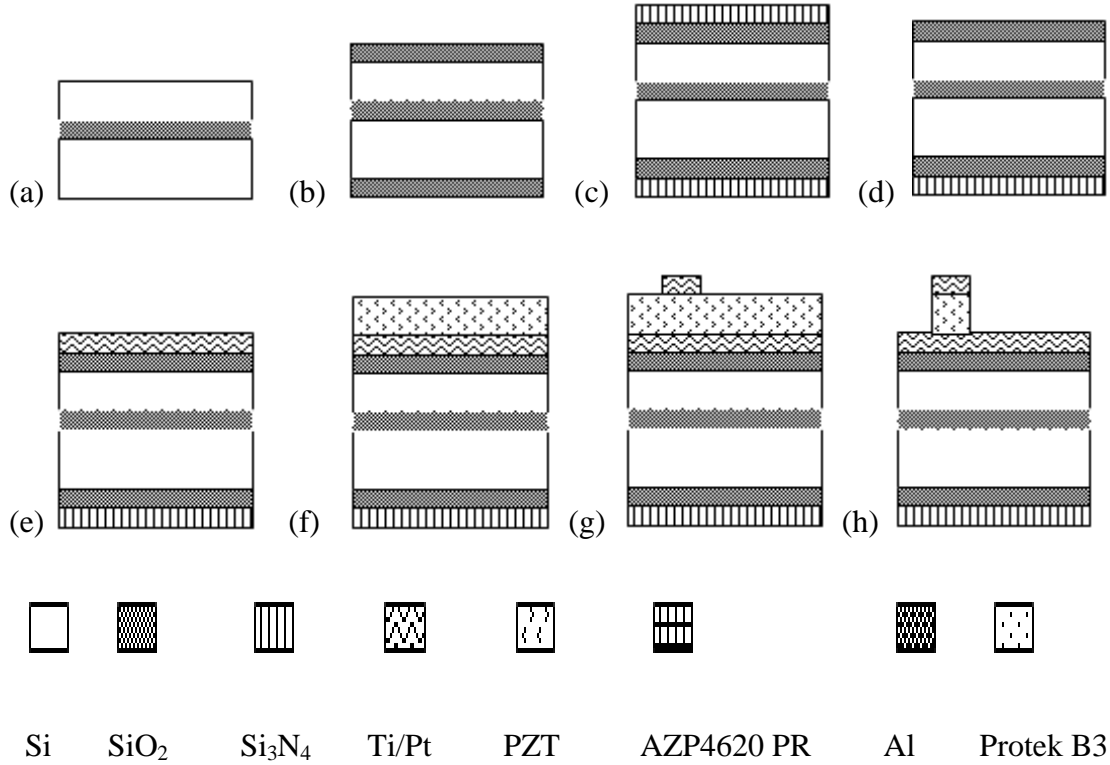 (a) (b) (c) (d)
(e) (f) (g) (h)
Si SiO₂ Si₃N₄ Ti/Pt PZT AZP4620 PR Al Protek B3